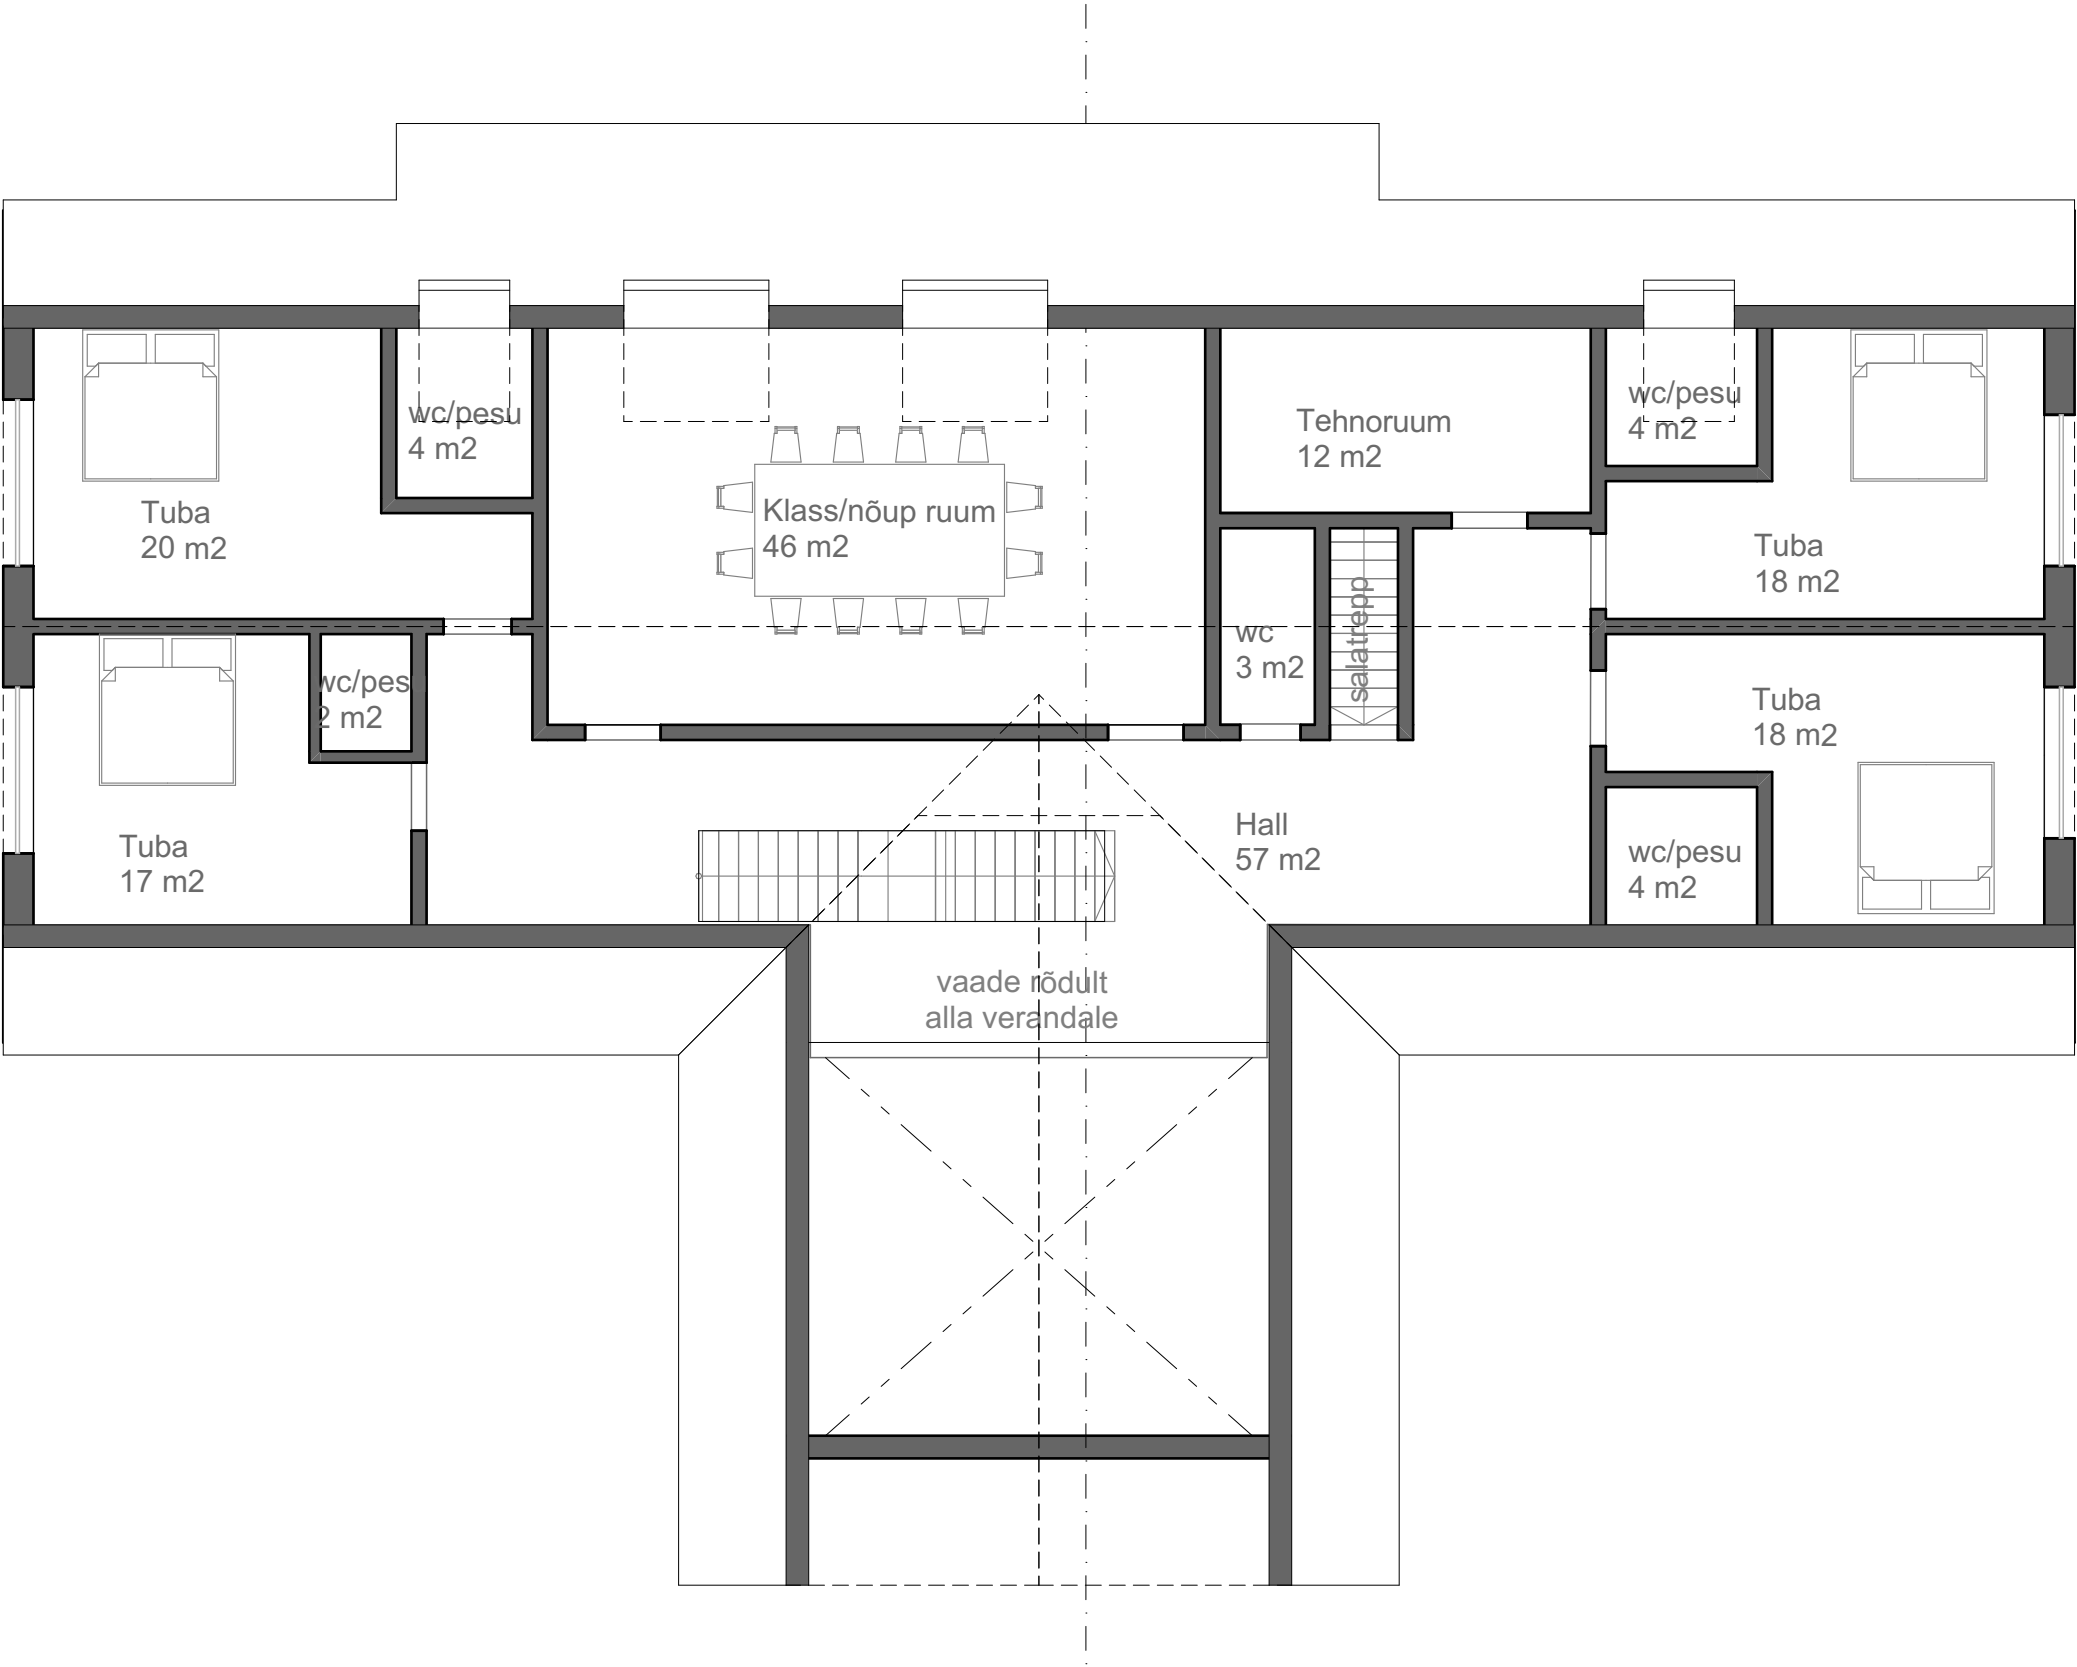 wc/pesu
4 m2
Tuba
20 m2
Klass/nõup ruum
46 m2
Tehnoruum
12 m2
wc/pesu
4 m2
Tuba
18 m2
wc
3 m2
salatrepp
wc/pes
2 m2
Tuba
17 m2
Hall
57 m2
Tuba
18 m2
wc/pesu
4 m2
vaade rõdult
alla verandale